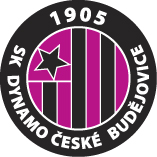 1905
SK DYNAMO ČESKÉ BUDĚJOVICE